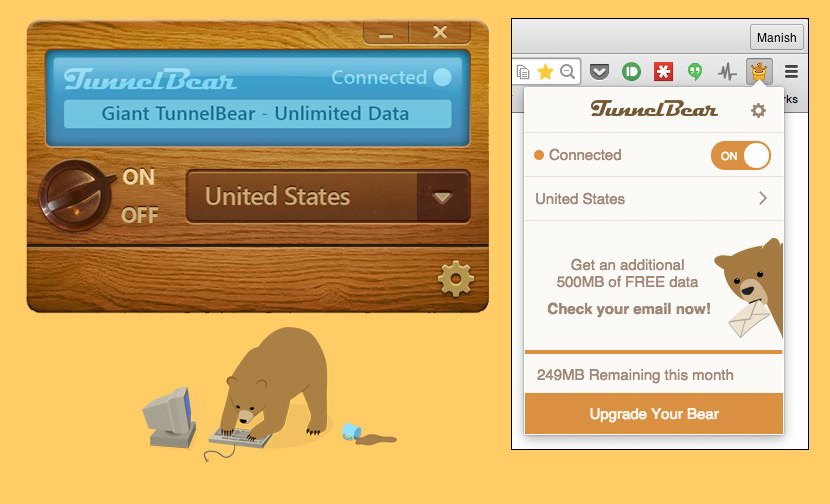 TunnelBear
Connected
Giant TunnelBear - Unlimited Data
ON
OFF
United States
Manish
rks
TunnelBear
Connected
ON
United States
Get an additional
500MB of FREE data
Check your email now!
249MB Remaining this month
Upgrade Your Bear